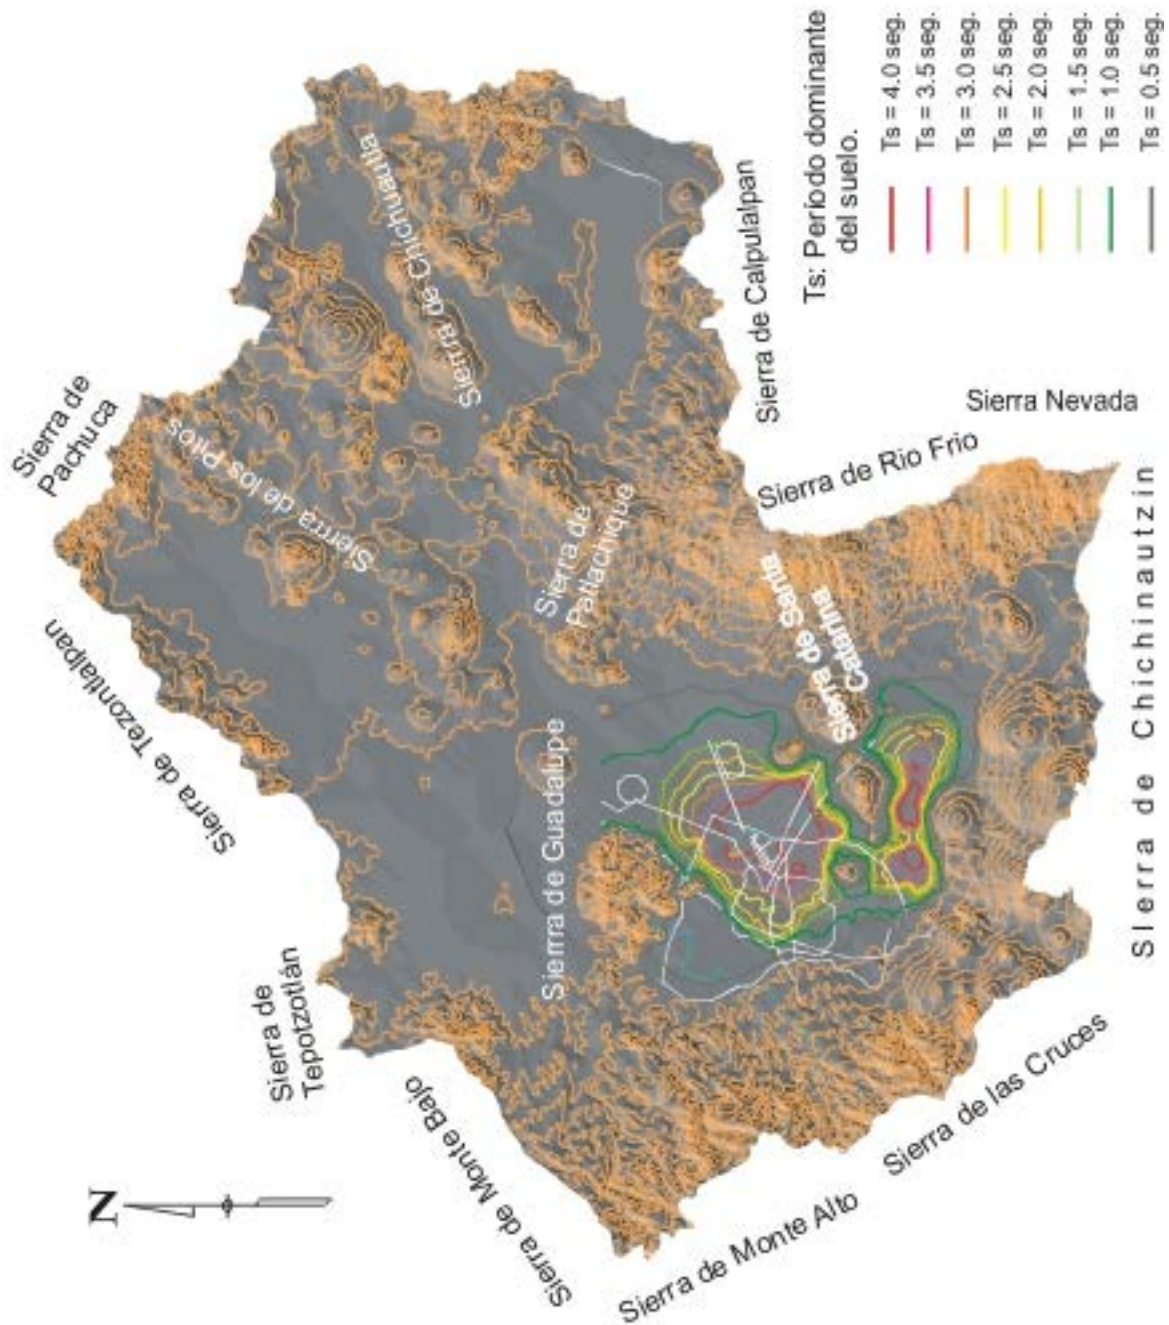 N
Sierra de
Pachuca
Sierra de Tezontlalpan
Sierra de los Pitos
Sierra de Chichuautla
Sierra de
Patlachique
Sierra de Calpulalpan
Sierra de
Tepotzotlán
Sierra de Guadalupe
Sierra de Monte Bajo
Sierra de Monte Alto
Sierra de las Cruces
Sierra de Santa
Catarina
Sierra de Rio Frio
Sierra Nevada
SIerra de Chichinautzin
Ts: Período dominante
del suelo.
Ts = 4.0 seg.
Ts = 3.5 seg.
Ts = 3.0 seg.
Ts = 2.5 seg.
Ts = 2.0 seg.
Ts = 1.5 seg.
Ts = 1.0 seg.
Ts = 0.5 seg.